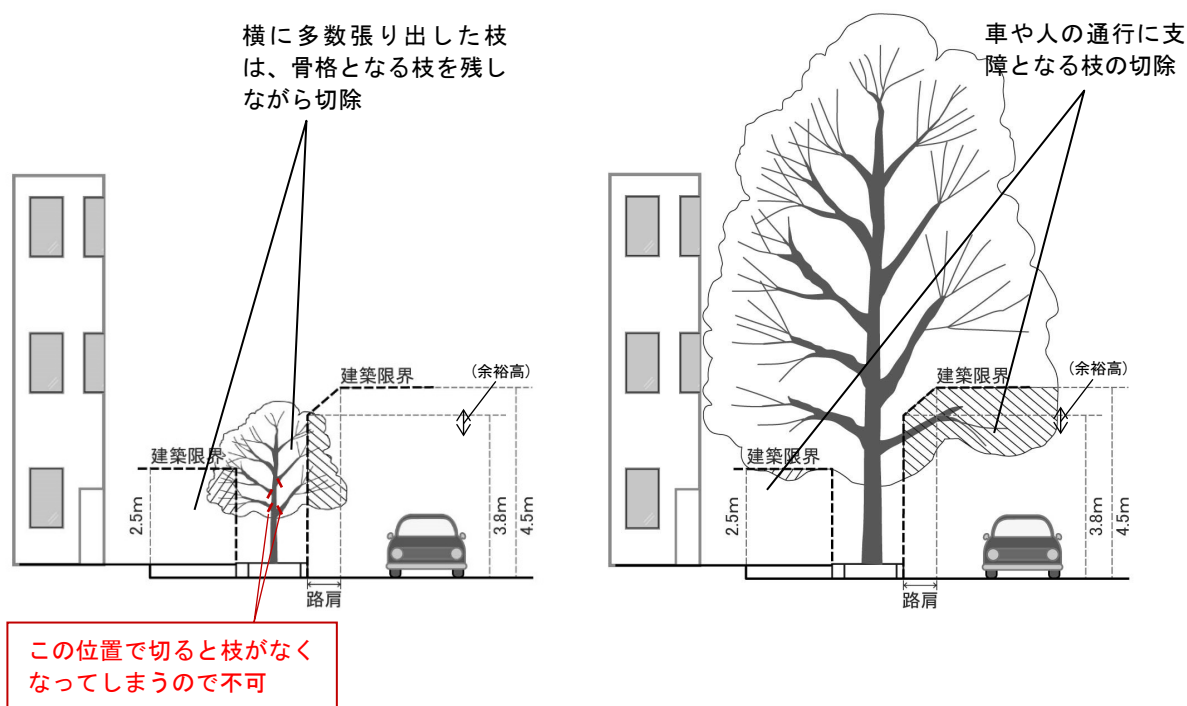 横に多数張り出した枝
は、骨格となる枝を残し
ながら切除
建築限界
(余裕高)
建築限界
2.5m
3.8m
4.5m
路肩
この位置で切ると枝がなく
なってしまうので不可
車や人の通行に支
障となる枝の切除
建築限界
(余裕高)
建築限界
2.5m
3.8m
4.5m
路肩